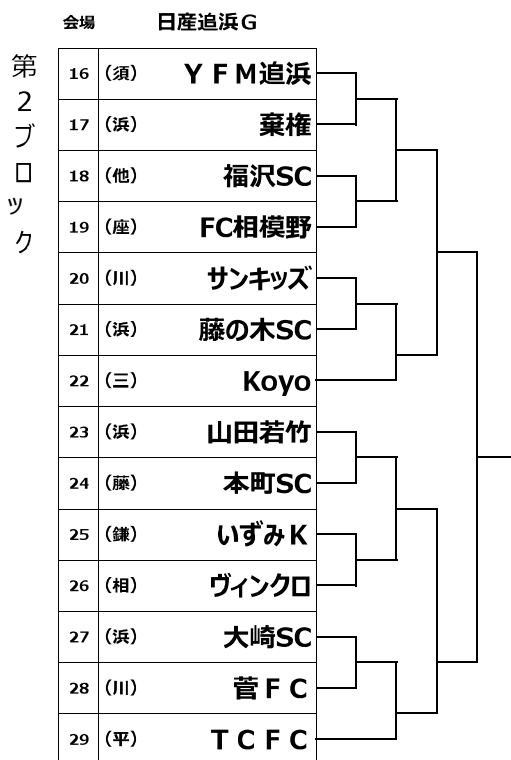 会場 日産追浜Ｇ
第２ブロック
16 （須） ＹＦＭ追浜
17 （浜） 棄権
18 （他） 福沢SC
19 （座） FC相模野
20 （川） サンキッズ
21 （浜） 藤の木SC
22 （三） Koyo
23 （浜） 山田若竹
24 （藤） 本町SC
25 （鎌） いずみＫ
26 （相） ヴィンクロ
27 （浜） 大崎SC
28 （川） 菅ＦＣ
29 （平） ＴＣＦＣ